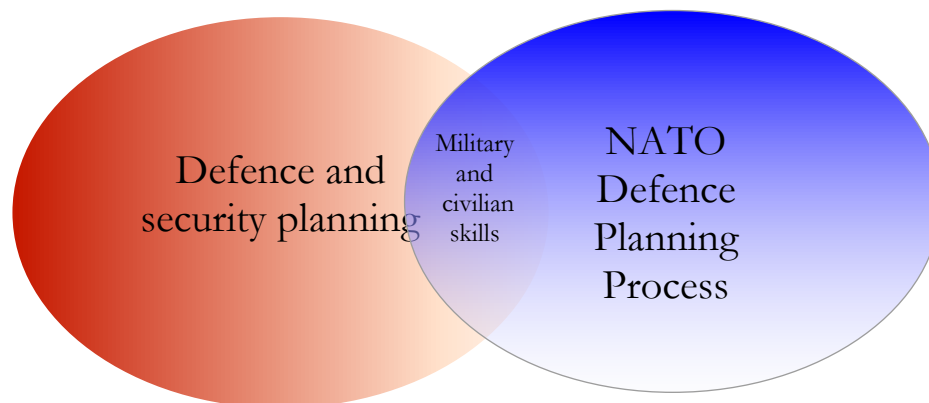 Defence and
security planning
Military
and
civilian
skills
NATO
Defence
Planning
Process